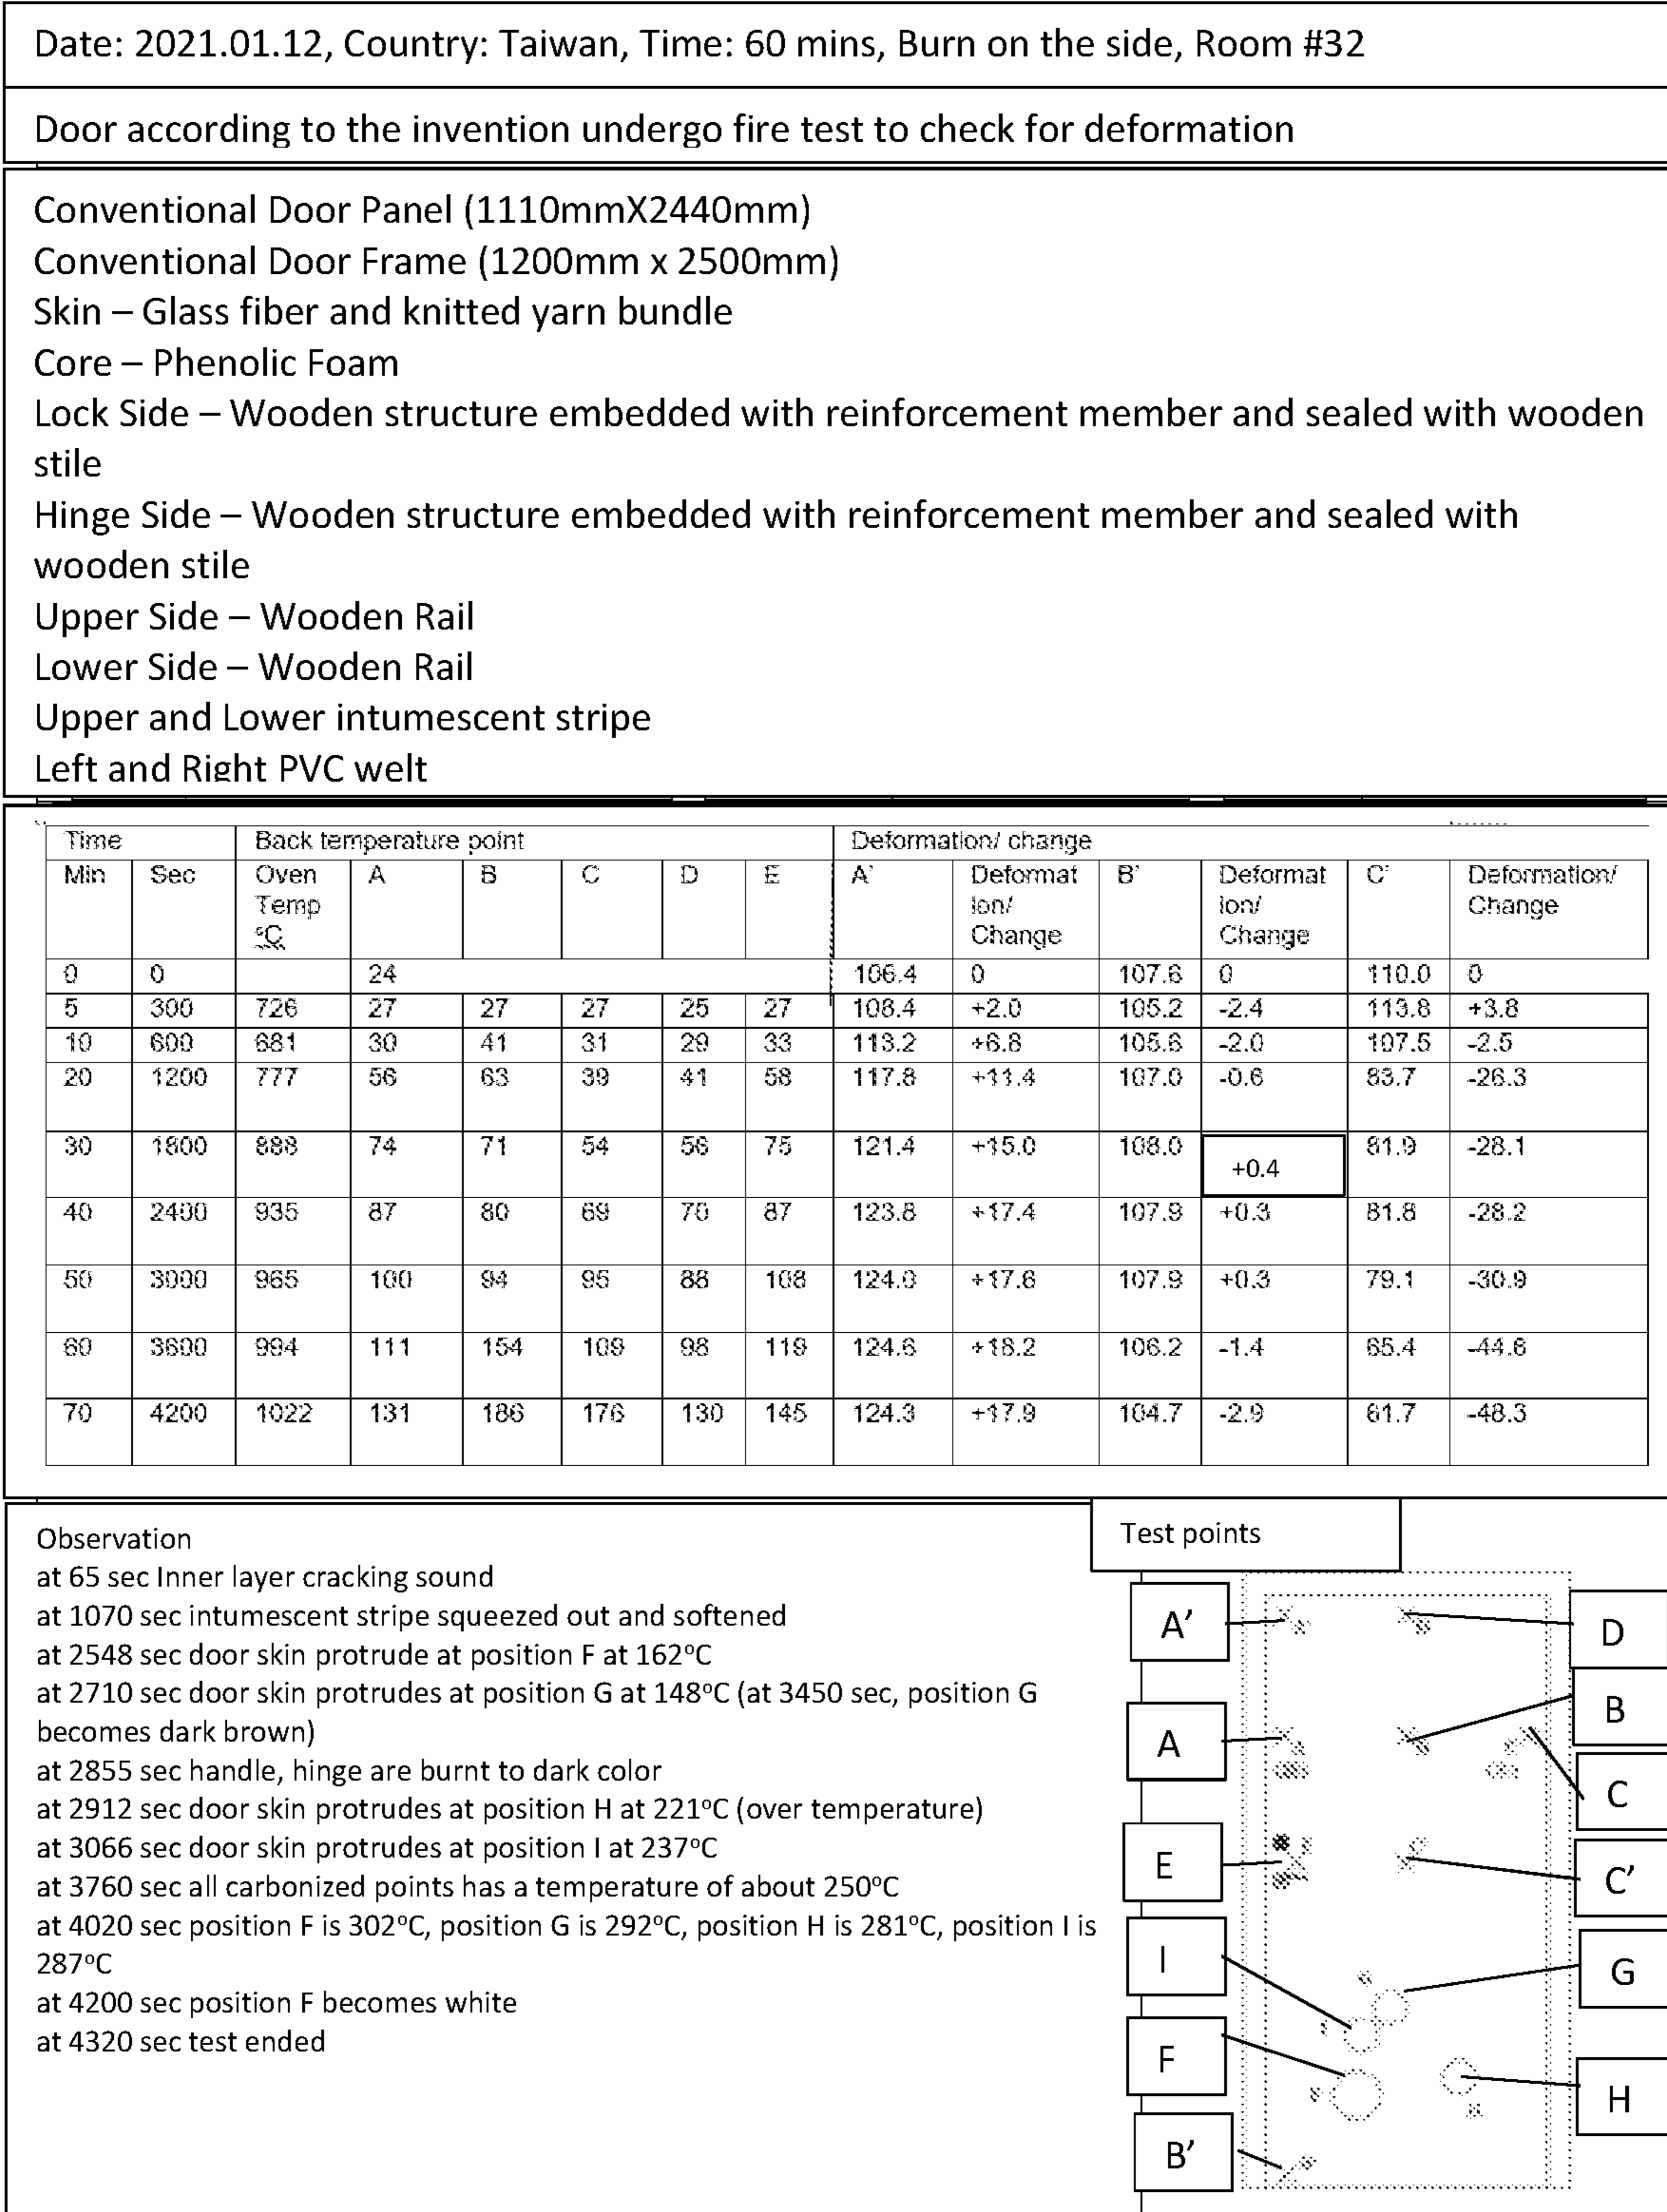 Date: 2021.01.12, Country: Taiwan, Time: 60 mins, Burn on the side, Room #32
Door according to the invention undergo fire test to check for deformation
Conventional Door Panel (1110mmX2440mm)
Conventional Door Frame (1200mm x 2500mm)
Skin – Glass fiber and knitted yarn bundle
Core – Phenolic Foam
Lock Side – Wooden structure embedded with reinforcement member and sealed with wooden
stile
Hinge Side – Wooden structure embedded with reinforcement member and sealed with
wooden stile
Upper Side – Wooden Rail
Lower Side – Wooden Rail
Upper and Lower intumescent stripe
Left and Right PVC welt
Time Back temperature point Deformation/ change
Min Sec Oven Temp °C A B C D E A' Deformat ion/ Change B' Deformat ion/ Change C' Deformation/ Change
0 0 24 106.4 0 107.6 0 110.0 0
5 300 726 27 27 27 25 27 108.4 +2.0 105.2 -2.4 113.8 +3.8
10 600 681 30 41 31 29 33 113.2 +6.8 105.6 -2.0 107.5 -2.5
20 1200 777 56 63 39 41 58 117.8 +11.4 107.0 -0.6 83.7 -26.3
30 1800 888 74 71 54 56 75 121.4 +15.0 108.0 +0.4 81.9 -28.1
40 2400 935 87 80 69 70 87 123.8 +17.4 107.9 +0.3 81.8 -28.2
50 3000 965 100 94 95 88 108 124.0 +17.6 107.9 +0.3 79.1 -30.9
60 3600 994 111 154 109 98 119 124.6 +18.2 106.2 -1.4 65.4 -44.6
70 4200 1022 131 186 176 130 145 124.3 +17.9 104.7 -2.9 61.7 -48.3
Observation
at 65 sec Inner layer cracking sound
at 1070 sec intumescent stripe squeezed out and softened
at 2548 sec door skin protrude at position F at 162°C
at 2710 sec door skin protrudes at position G at 148°C (at 3450 sec, position G
becomes dark brown)
at 2855 sec handle, hinge are burnt to dark color
at 2912 sec door skin protrudes at position H at 221°C (over temperature)
at 3066 sec door skin protrudes at position I at 237°C
at 3760 sec all carbonized points has a temperature of about 250°C
at 4020 sec position F is 302°C, position G is 292°C, position H is 281°C, position I is
287°C
at 4200 sec position F becomes white
at 4320 sec test ended
Test points
A'
D
B
A
C
E
C'
I
G
F
H
B'